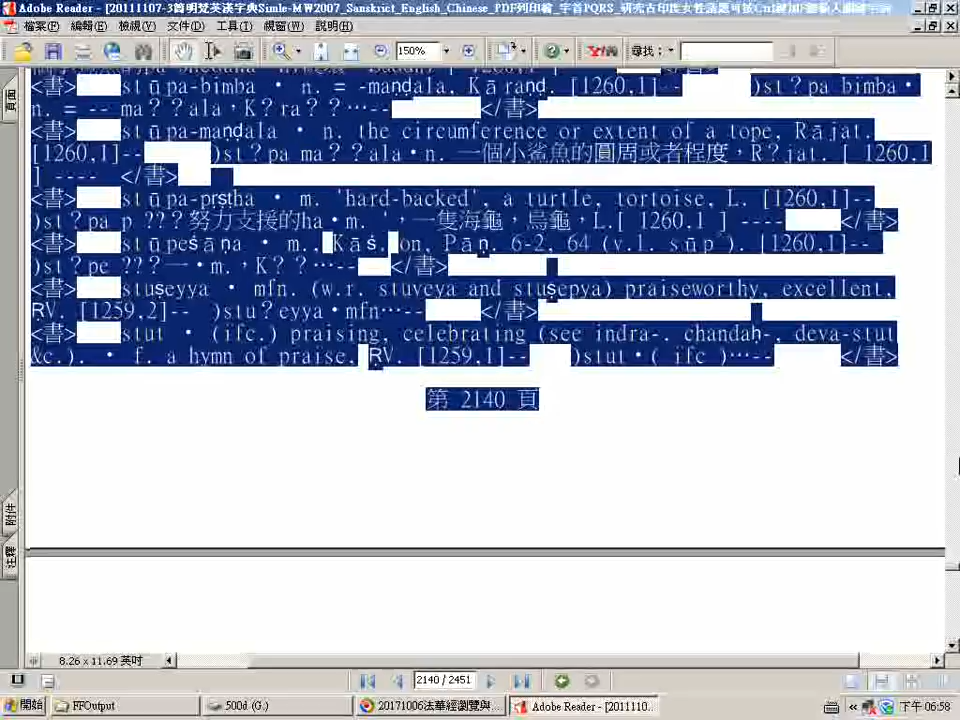 Adobe Reader - [20111107-3簡明梵英漢字典Simle-MW2007_Sanskrict_English_Chinese_PDF列印輸_字首PQRS_研究古印度女性議題可按Ctrl鍵加F鍵輸入關鍵字詞
檔案(F) 編輯(E) 檢視(V) 文件(D) 工具(T) 視窗(W) 說明(H)
150% 尋找：
頁面
<書> stūpa-bimba • n. = -maṇḍala, Kāraṇḍ. [1260,1]-- )st？pa bimba•
n. = -- ma？？ala，K？ra？？…-- </書>
<書> stūpa-maṇḍala • n. the circumference or extent of a tope, Rājat.
[1260,1]-- )st？pa ma？？ala•n. 一個小鯊魚的圓周或者程度，R？jat. [ 1260,1
] ---- </書>
<書> stūpa-pṛṣtha • m. 'hard-backed', a turtle, tortoise, L. [1260,1]--
)st？pa p ???？努力支援的ha•m. '，一隻海龜，烏龜，L.[ 1260,1 ] ---- </書>
<書> stūpeśāṇa • m., Kāś. on, Pāṇ. 6-2, 64 (v.l. sūp°). [1260,1]--
)st？pe ??？一•m.，K？？…-- </書>
<書> stuṣeyya • mfn. (w.r. stuveya and stuṣepya) praiseworthy, excellent,
RV. [1259,2]-- )stu？eyya•mfn…-- </書>
<書> stut • (ifc.) praising, celebrating (see indra-. chandaḥ-, deva-stut
&c.). • f. a hymn of praise, ṚV. [1259,1]-- )stut•( ifc )…-- </書>
第 2140 頁
附件
注釋
8.26 x 11.69 英吋
2140 / 2451
開始 FFOutput 500d (G:) 20171006法華經瀏覽與... Adobe Reader - [2011110... 下午 06:58